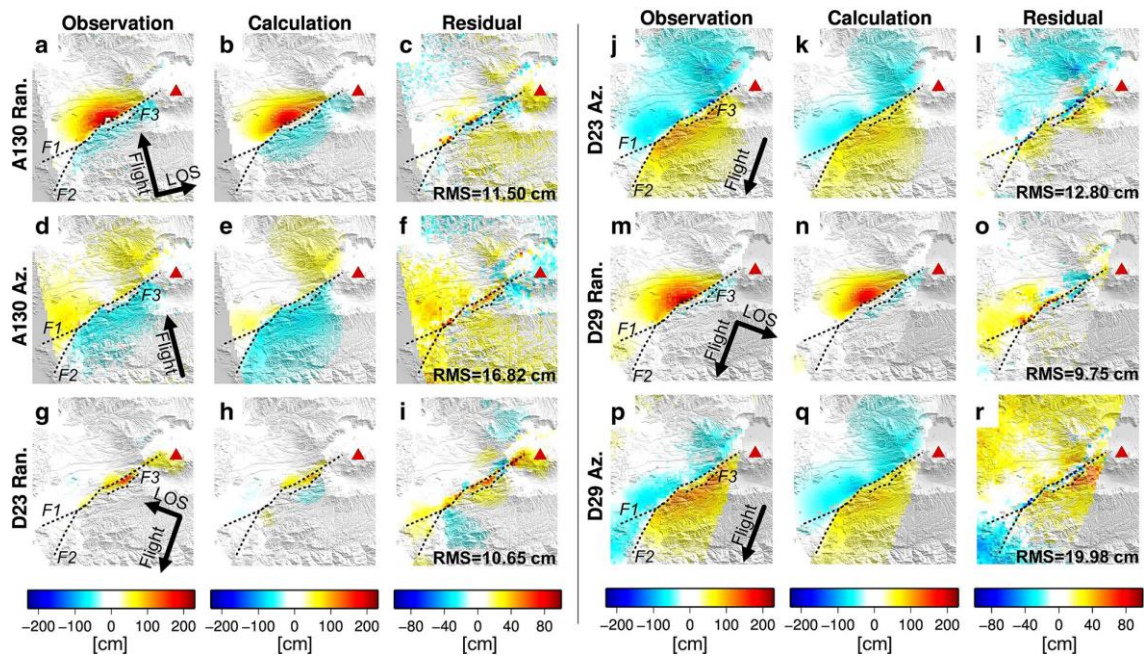 Observation Calculation Residual
Observation Calculation Residual
A130 Ran.
a b c
F1 F2 F3
Flight LOS
RMS=11.50 cm
A130 Az.
d e f
F1 F2 F3
Flight
RMS=16.82 cm
D23 Ran.
g h i
F1 F2 F3
LOS Flight
RMS=10.65 cm
D23 Az.
j k l
F1 F2 F3
Flight
RMS=12.80 cm
D29 Ran.
m n o
F1 F2 F3
LOS Flight
RMS=9.75 cm
D29 Az.
p q r
F1 F2 F3
Flight
RMS=19.98 cm
−200 −100 0 100 200
[cm]
−200 −100 0 100 200
[cm]
−80 −40 0 40 80
[cm]
−200 −100 0 100 200
[cm]
−200 −100 0 100 200
[cm]
−80 −40 0 40 80
[cm]